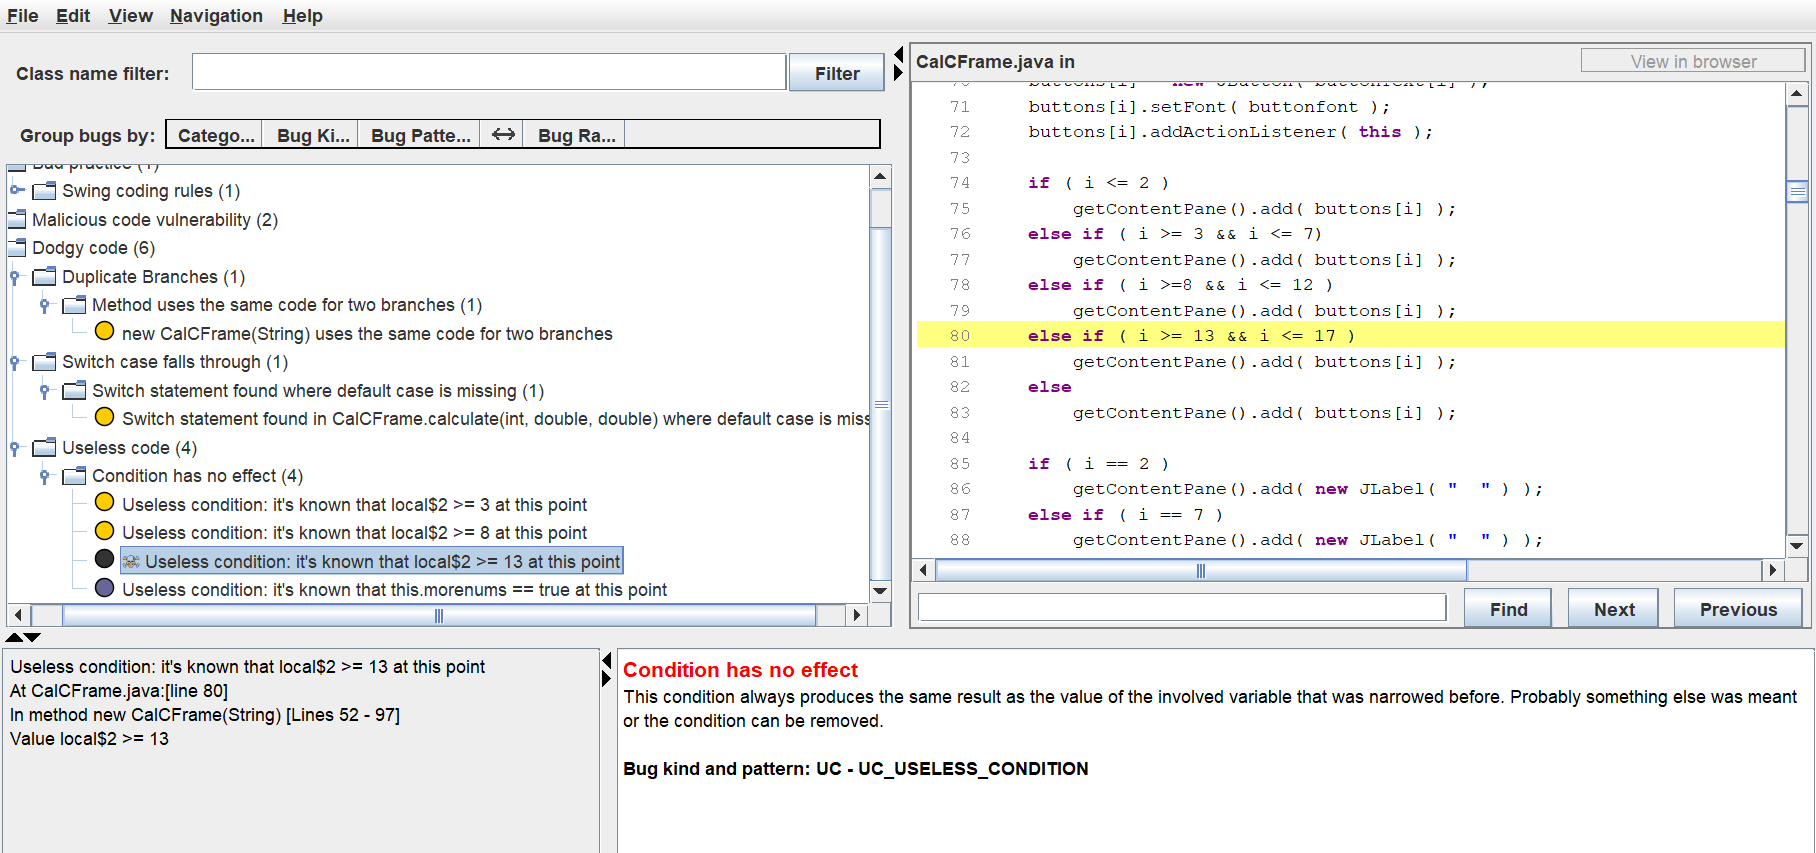 File Edit View Navigation Help
Class name filter: Filter
Group bugs by: Catego... Bug Ki... Bug Patte... Bug Ra...
Bad practice (1)
Swing coding rules (1)
Malicious code vulnerability (2)
Dodgy code (6)
Duplicate Branches (1)
Method uses the same code for two branches (1)
new CalCFrame(String) uses the same code for two branches
Switch case falls through (1)
Switch statement found where default case is missing (1)
Switch statement found in CalCFrame.calculate(int, double, double) where default case is miss
Useless code (4)
Condition has no effect (4)
Useless condition: it's known that local$2 >= 3 at this point
Useless condition: it's known that local$2 >= 8 at this point
Useless condition: it's known that local$2 >= 13 at this point
Useless condition: it's known that this.morenums == true at this point
CalCFrame.java in
View in browser
70 buttons[i] = new JButton( buttonText[i] );
71 buttons[i].setFont( buttonfont );
72 buttons[i].addActionListener( this );
73
74 if ( i <= 2 )
75 getContentPane().add( buttons[i] );
76 else if ( i >= 3 && i <= 7)
77 getContentPane().add( buttons[i] );
78 else if ( i >=8 && i <= 12 )
79 getContentPane().add( buttons[i] );
80 else if ( i >= 13 && i <= 17 )
81 getContentPane().add( buttons[i] );
82 else
83 getContentPane().add( buttons[i] );
84
85 if ( i == 2 )
86 getContentPane().add( new JLabel( "  " ) );
87 else if ( i == 7 )
88 getContentPane().add( new JLabel( "  " ) );
Find Next Previous
Useless condition: it's known that local$2 >= 13 at this point
At CalCFrame.java:[line 80]
In method new CalCFrame(String) [Lines 52 - 97]
Value local$2 >= 13
Condition has no effect
This condition always produces the same result as the value of the involved variable that was narrowed before. Probably something else was meant
or the condition can be removed.
Bug kind and pattern: UC - UC_USELESS_CONDITION